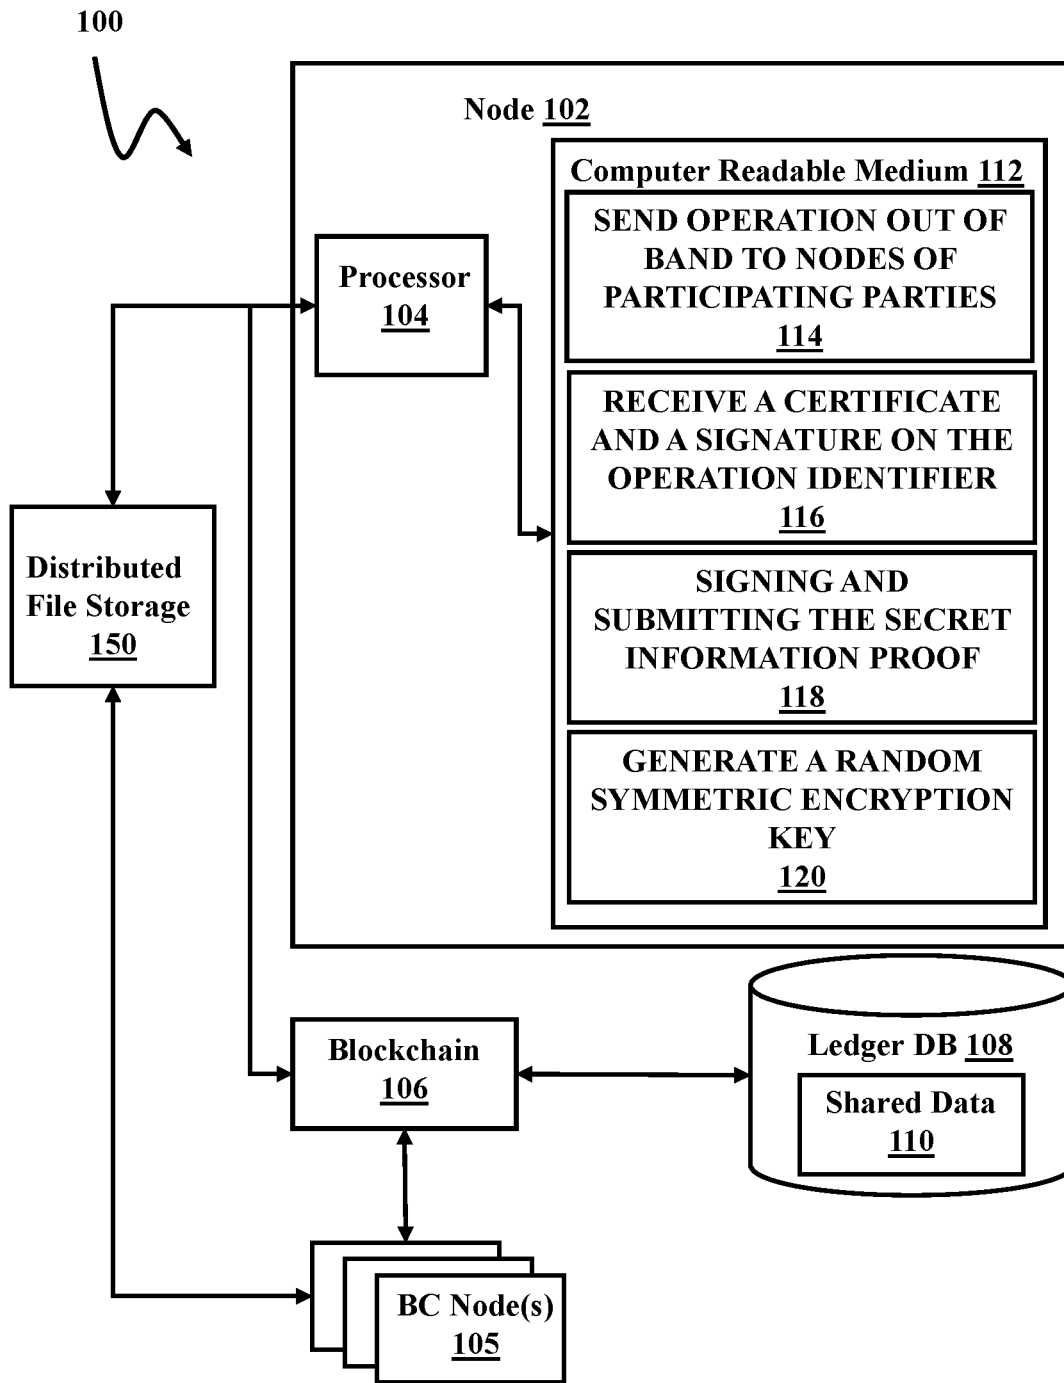 100
Node 102
Computer Readable Medium 112
SEND OPERATION OUT OF
BAND TO NODES OF
PARTICIPATING PARTIES
114
Processor
104
RECEIVE A CERTIFICATE
AND A SIGNATURE ON THE
OPERATION IDENTIFIER
116
Distributed
File Storage
150
SIGNING AND
SUBMITTING THE SECRET
INFORMATION PROOF
118
GENERATE A RANDOM
SYMMETRIC ENCRYPTION
KEY
120
Blockchain
106
Ledger DB 108
Shared Data
110
BC Node(s)
105